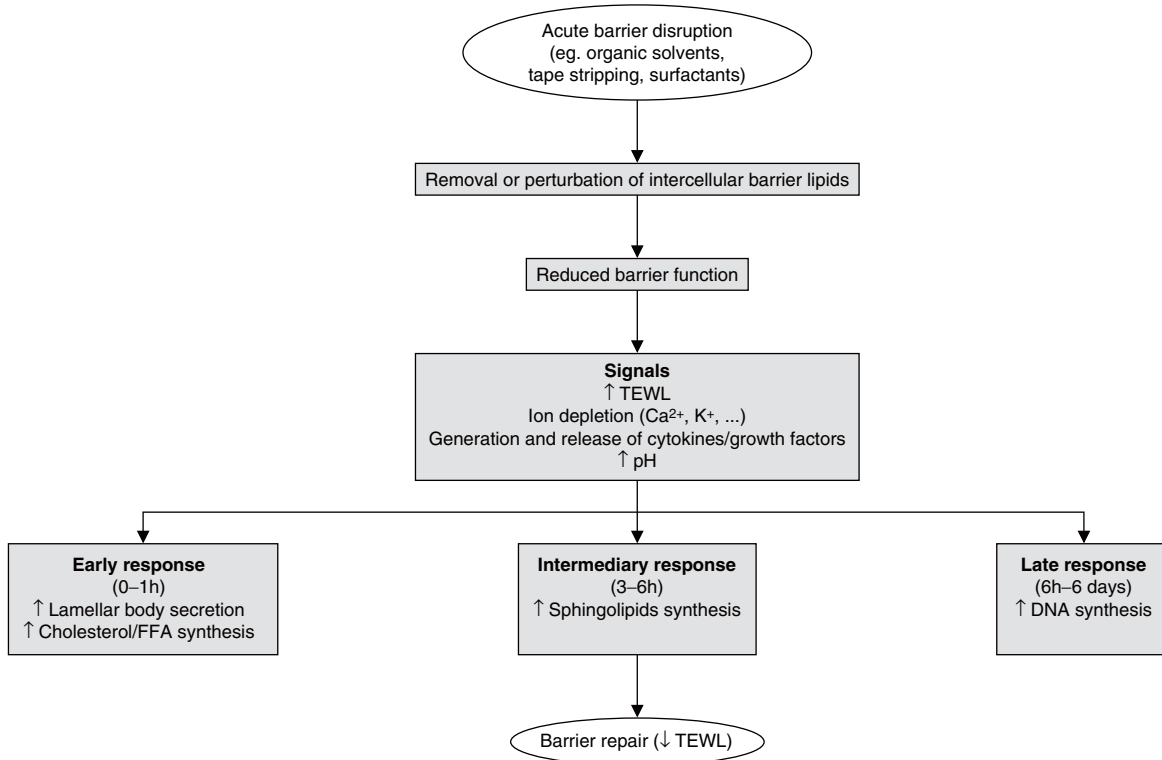 Acute barrier disruption
(eg. organic solvents,
tape stripping, surfactants)
Removal or perturbation of intercellular barrier lipids
Reduced barrier function
Signals
↑ TEWL
Ion depletion (Ca²⁺, K⁺, ...)
Generation and release of cytokines/growth factors
↑ pH
Early response
(0–1h)
↑ Lamellar body secretion
↑ Cholesterol/FFA synthesis
Intermediary response
(3–6h)
↑ Sphingolipids synthesis
Late response
(6h–6 days)
↑ DNA synthesis
Barrier repair (↓ TEWL)